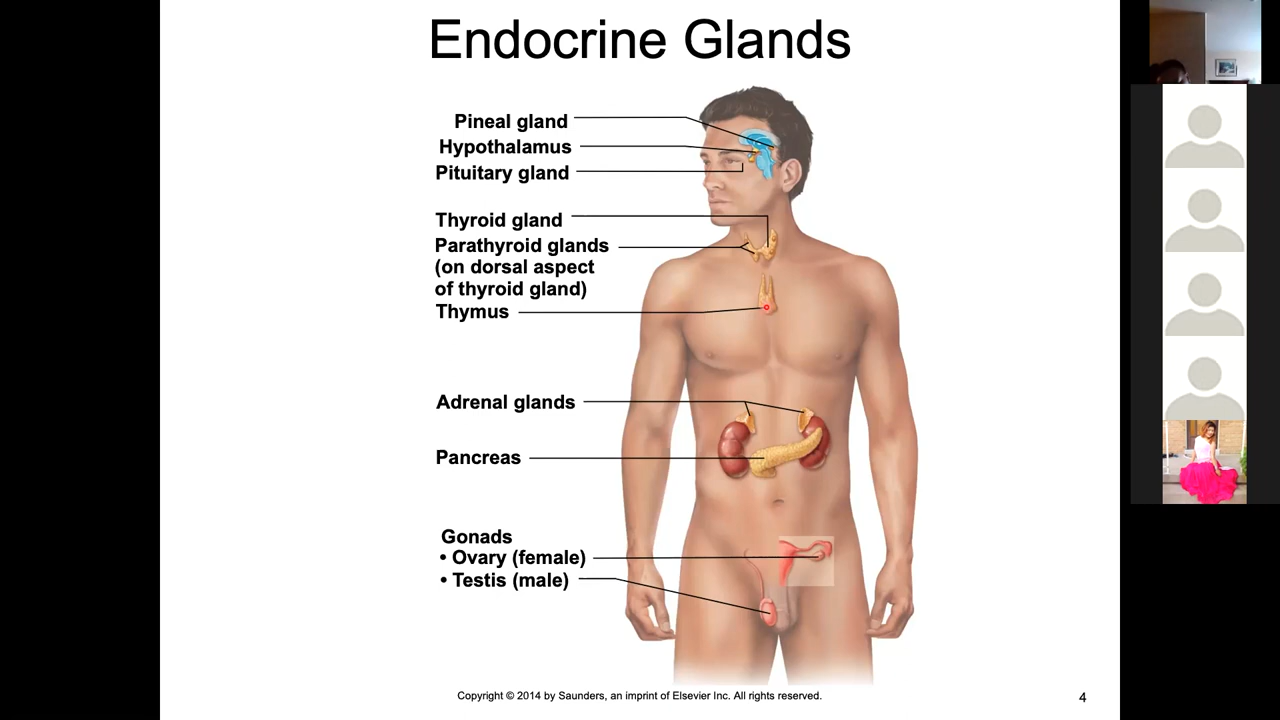 Endocrine Glands
Pineal gland
Hypothalamus
Pituitary gland
Thyroid gland
Parathyroid glands
(on dorsal aspect
of thyroid gland)
Thymus
Adrenal glands
Pancreas
Gonads
• Ovary (female)
• Testis (male)
Copyright © 2014 by Saunders, an imprint of Elsevier Inc. All rights reserved.
4